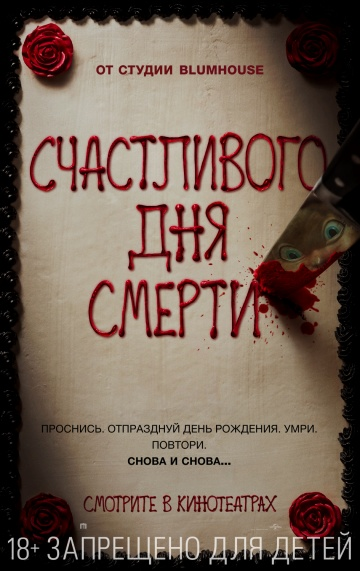 ОТ СТУДИИ BLUMHOUSE
СЧАСТЛИВОГО
ДНЯ
СМЕРТИ
ПРОСНИСЬ. ОТПРАЗДНУЙ ДЕНЬ РОЖДЕНИЯ. УМРИ.
ПОВТОРИ.
СНОВА И СНОВА...
СМОТРИТЕ В КИНОТЕАТРАХ
18+ ЗАПРЕЩЕНО ДЛЯ ДЕТЕЙ